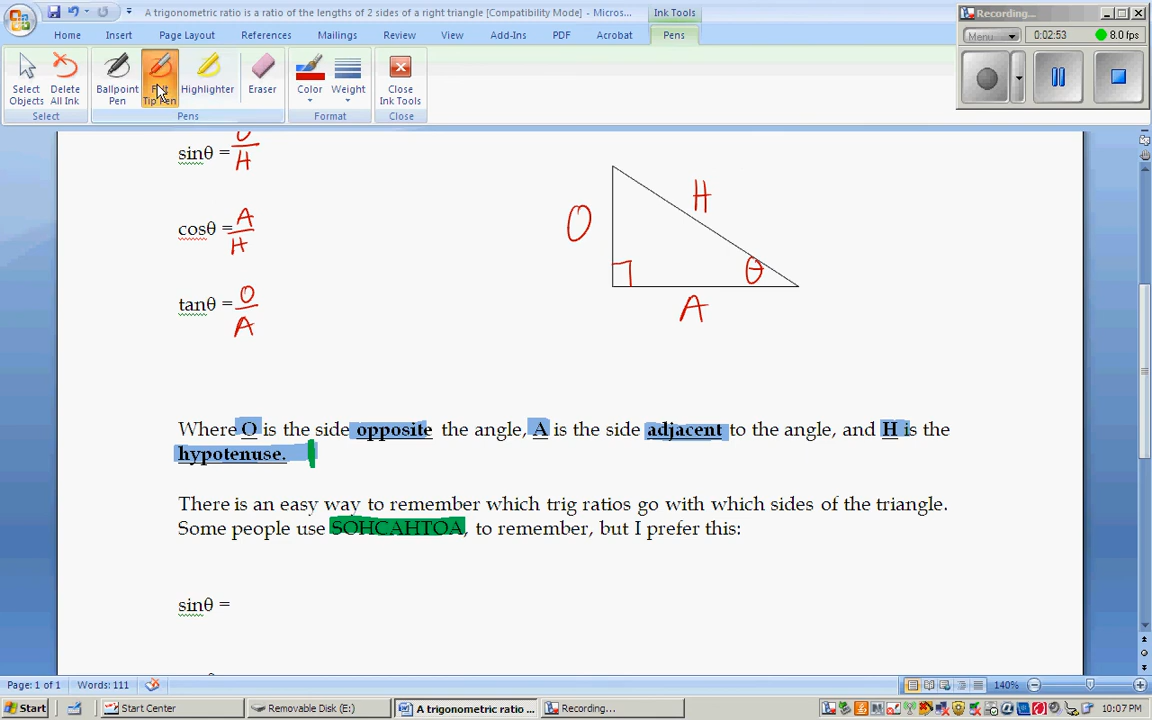 A trigonometric ratio is a ratio of the lengths of 2 sides of a right triangle [Compatibility Mode] - Micros...
Ink Tools
Recording...
Home Insert Page Layout References Mailings Review View Add-Ins PDF Acrobat Pens
Menu 0:02:53 8.0 fps
Select Objects
Delete All Ink
Ballpoint Pen
Tip Pen
Highlighter
Eraser
Color
Weight
Close Ink Tools
Select Pens Format Close
sinθ = O/H
cosθ = A/H
tanθ = O/A
H
O
θ
A
Where O is the side opposite the angle, A is the side adjacent to the angle, and H is the
hypotenuse.
There is an easy way to remember which trig ratios go with which sides of the triangle.
Some people use SOHCAHTOA, to remember, but I prefer this:
sinθ =
Page: 1 of 1 Words: 111 140%
Start Start Center Removable Disk (E:) A trigonometric ratio ... Recording... 10:07 PM